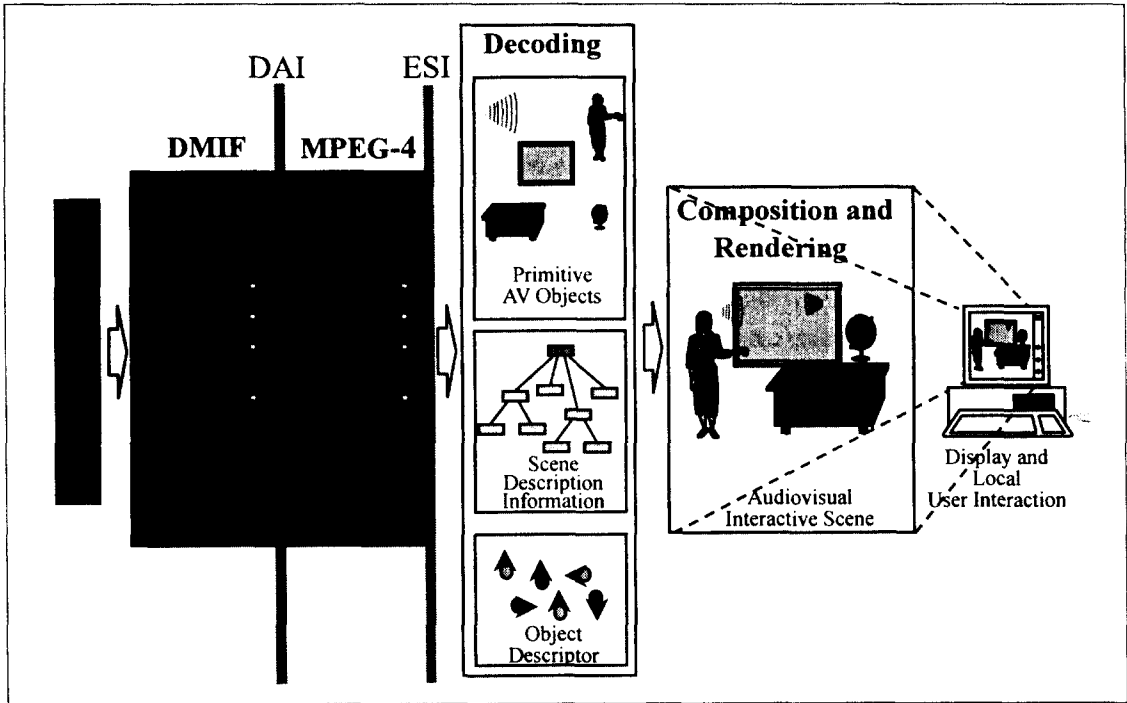 DAI
ESI
DMIF
MPEG-4
Decoding
Primitive
AV Objects
Scene
Description
Information
Object
Descriptor
Composition and
Rendering
Audiovisual
Interactive Scene
Display and
Local
User Interaction